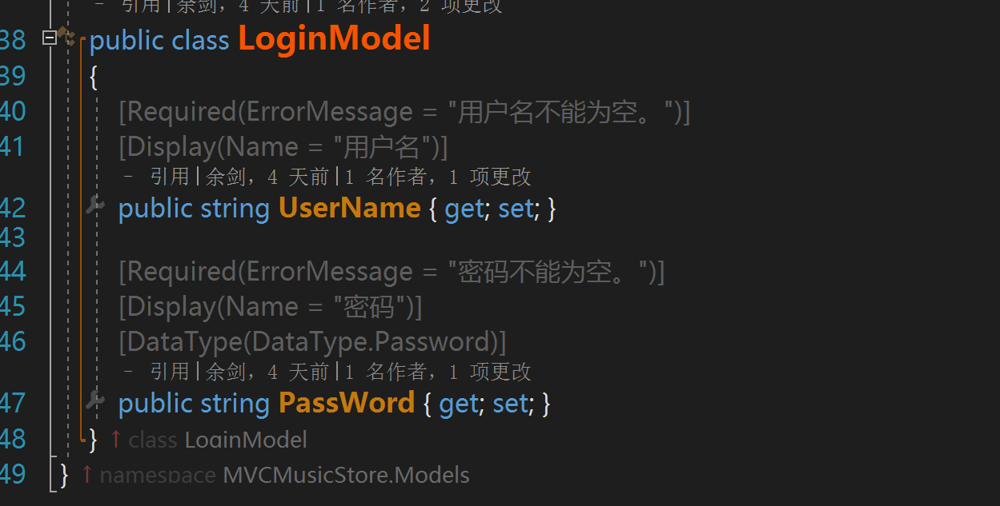 - 引用|余剑，4 天前|1 名作者，2 项更改
38 public class LoginModel
39 {
40 [Required(ErrorMessage = "用户名不能为空。")]
41 [Display(Name = "用户名")]
- 引用|余剑，4 天前|1 名作者，1 项更改
42 public string UserName { get; set; }
43
44 [Required(ErrorMessage = "密码不能为空。")]
45 [Display(Name = "密码")]
46 [DataType(DataType.Password)]
- 引用|余剑，4 天前|1 名作者，1 项更改
47 public string PassWord { get; set; }
48 } ↑ class LoginModel
49 } ↑ namespace MVCMusicStore.Models